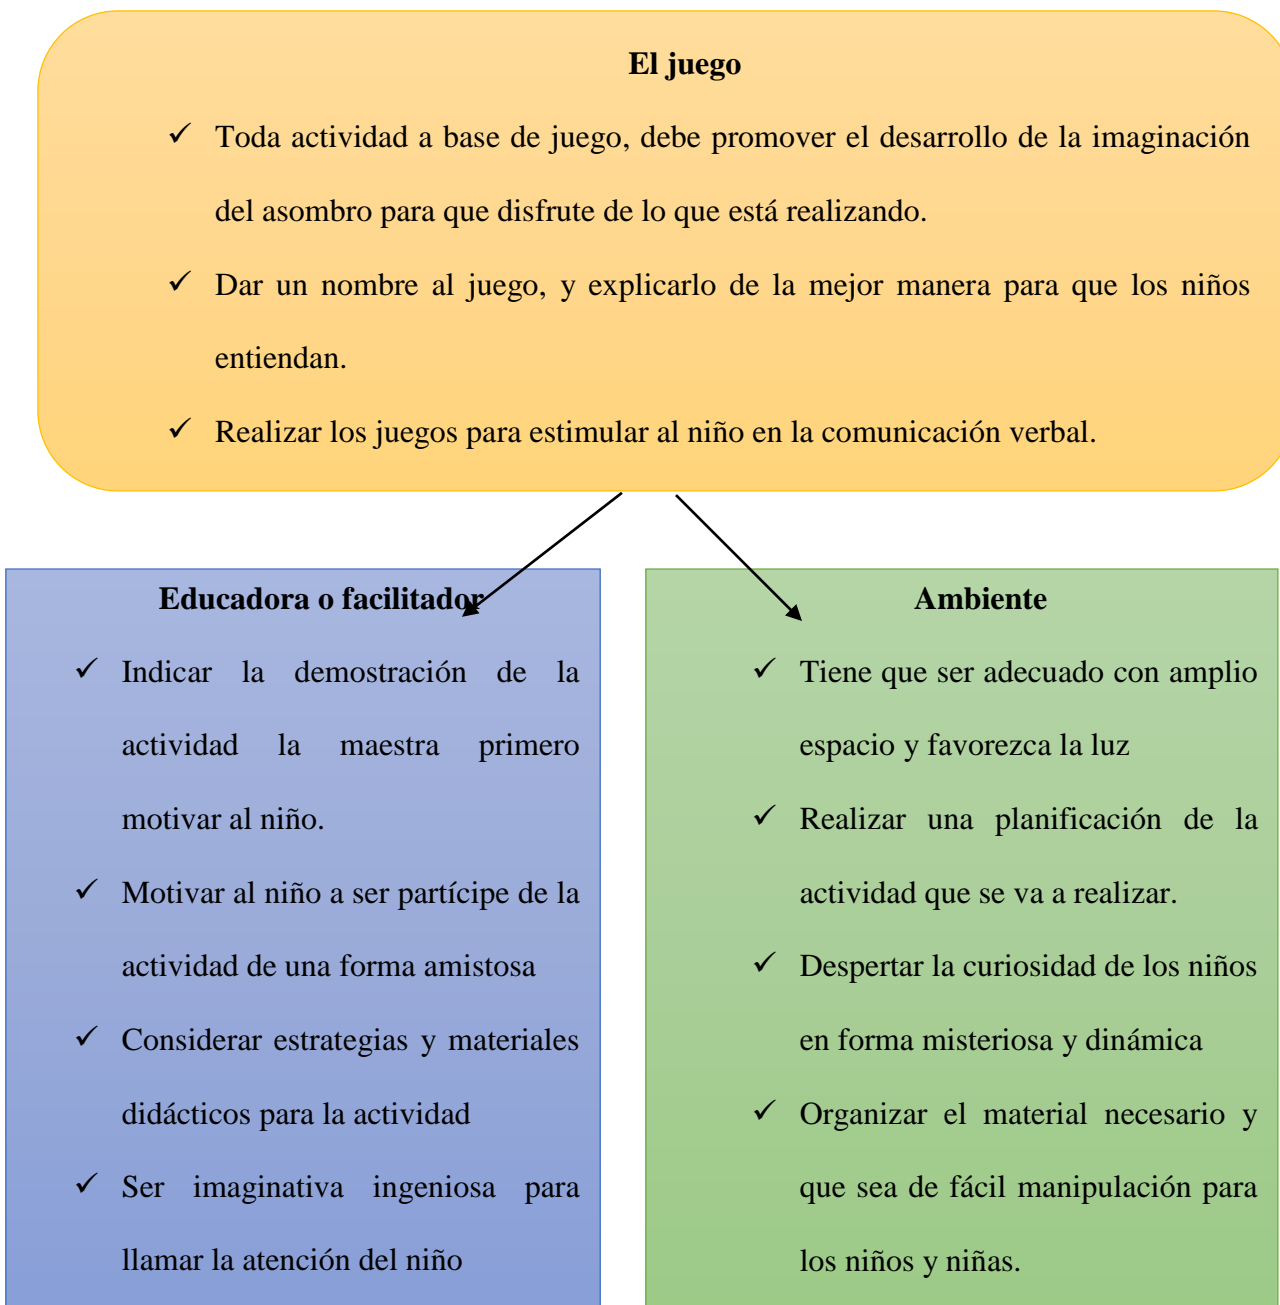 El juego
✓ Toda actividad a base de juego, debe promover el desarrollo de la imaginación
del asombro para que disfrute de lo que está realizando.
✓ Dar un nombre al juego, y explicarlo de la mejor manera para que los niños
entiendan.
✓ Realizar los juegos para estimular al niño en la comunicación verbal.
Educadora o facilitador
✓ Indicar la demostración de la
actividad la maestra primero
motivar al niño.
✓ Motivar al niño a ser partícipe de la
actividad de una forma amistosa
✓ Considerar estrategias y materiales
didácticos para la actividad
✓ Ser imaginativa ingeniosa para
llamar la atención del niño
Ambiente
✓ Tiene que ser adecuado con amplio
espacio y favorezca la luz
✓ Realizar una planificación de la
actividad que se va a realizar.
✓ Despertar la curiosidad de los niños
en forma misteriosa y dinámica
✓ Organizar el material necesario y
que sea de fácil manipulación para
los niños y niñas.